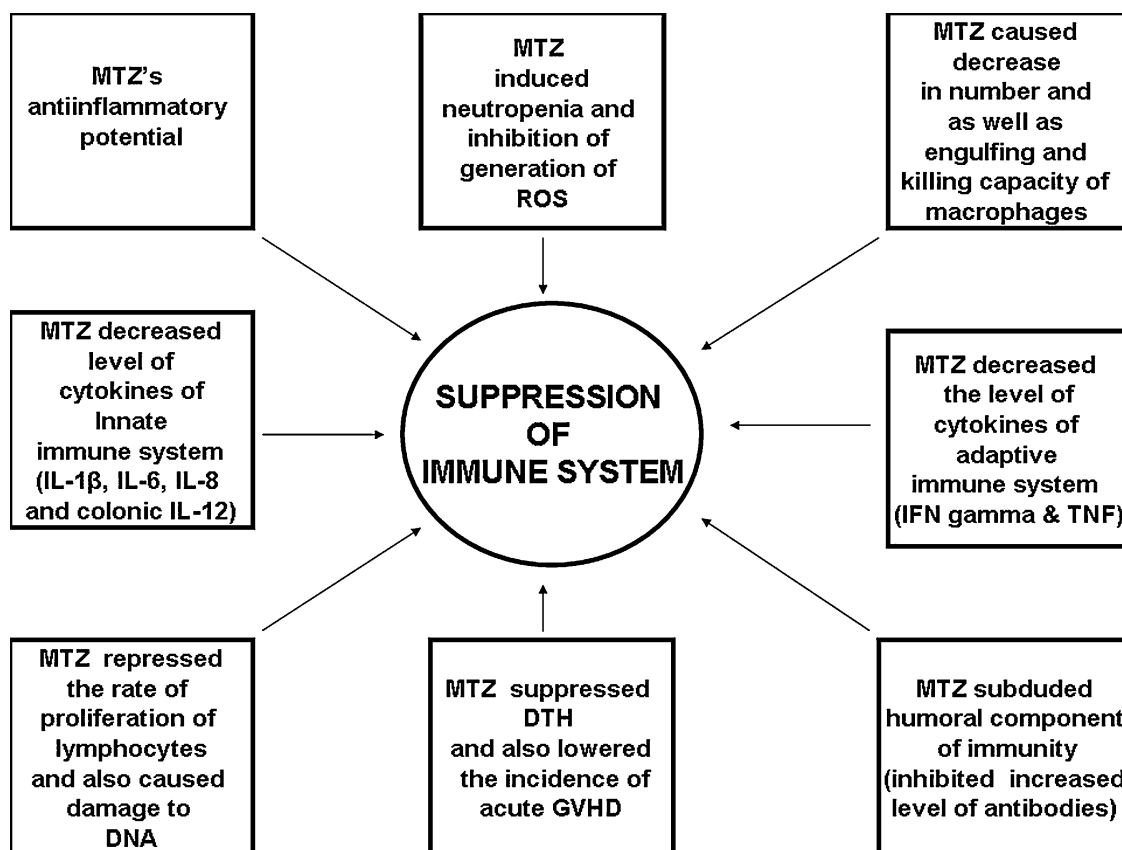 MTZ's
antiinflammatory
potential
MTZ
induced
neutropenia and
inhibition of
generation of
ROS
MTZ caused
decrease
in number and
as well as
engulfing and
killing capacity of
macrophages
MTZ decreased
level of
cytokines of
Innate
immune system
(IL-1β, IL-6, IL-8
and colonic IL-12)
SUPPRESSION
OF
IMMUNE SYSTEM
MTZ decreased
the level of
cytokines of
adaptive
immune system
(IFN gamma & TNF)
MTZ repressed
the rate of
proliferation of
lymphocytes
and also caused
damage to
DNA
MTZ suppressed
DTH
and also lowered
the incidence of
acute GVHD
MTZ subduded
humoral component
of immunity
(inhibited increased
level of antibodies)